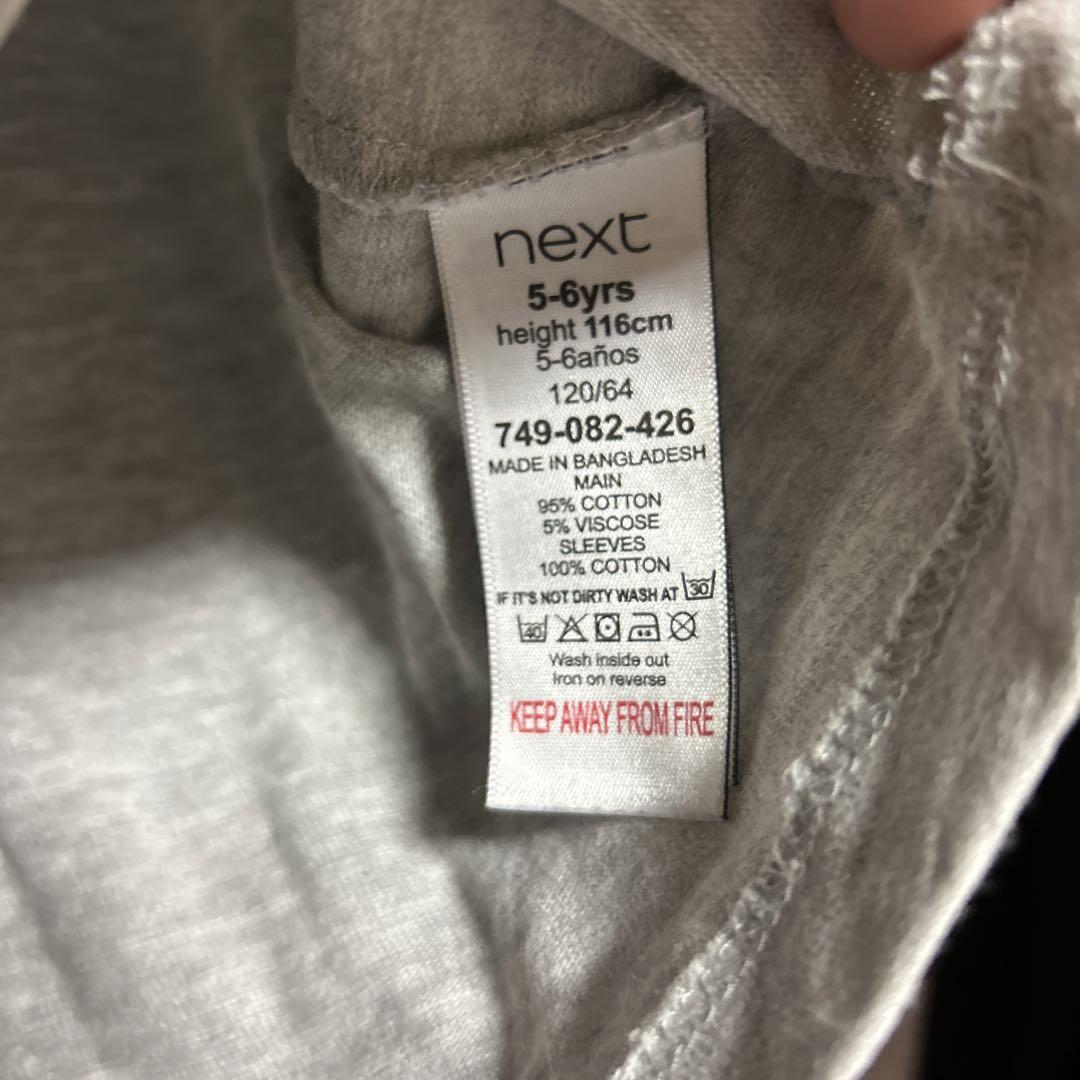 next
5-6yrs
height 116cm
5-6años
120/64
749-082-426
MADE IN BANGLADESH
MAIN
95% COTTON
5% VISCOSE
SLEEVES
100% COTTON
IF IT'S NOT DIRTY WASH AT 30
40
Wash inside out
Iron on reverse
KEEP AWAY FROM FIRE